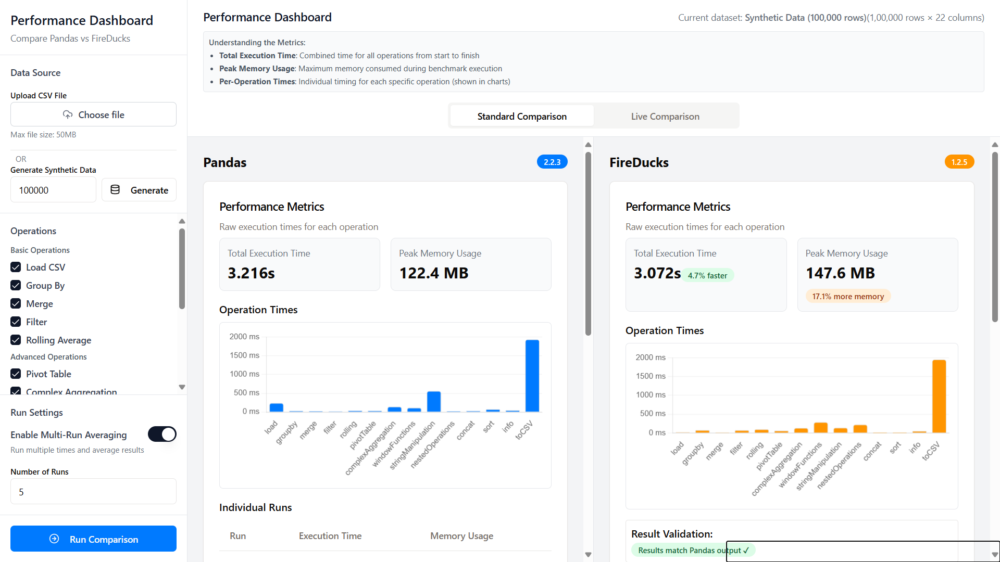 Performance Dashboard
Compare Pandas vs FireDucks
Data Source
Upload CSV File
Choose file
Max file size: 50MB
OR
Generate Synthetic Data
100000
Generate
Operations
Basic Operations
Load CSV
Group By
Merge
Filter
Rolling Average
Advanced Operations
Pivot Table
Complex Aggregation
Run Settings
Enable Multi-Run Averaging
Run multiple times and average results
Number of Runs
5
Run Comparison
Performance Dashboard
Current dataset: Synthetic Data (100,000 rows)(1,00,000 rows × 22 columns)
Understanding the Metrics:
• Total Execution Time: Combined time for all operations from start to finish
• Peak Memory Usage: Maximum memory consumed during benchmark execution
• Per-Operation Times: Individual timing for each specific operation (shown in charts)
Standard Comparison
Live Comparison
Pandas
2.2.3
Performance Metrics
Raw execution times for each operation
Total Execution Time
3.216s
Peak Memory Usage
122.4 MB
Operation Times
2000 ms
1500 ms
1000 ms
500 ms
0 ms
load
groupby
merge
filter
rolling
pivotTable
complexAggregation
windowFunctions
stringManipulation
nestedOperations
concat
sort
info
toCSV
Individual Runs
Run Execution Time Memory Usage
FireDucks
1.2.5
Performance Metrics
Raw execution times for each operation
Total Execution Time
3.072s 4.7% faster
Peak Memory Usage
147.6 MB
17.1% more memory
Operation Times
2000 ms
1500 ms
1000 ms
500 ms
0 ms
load
groupby
merge
filter
rolling
pivotTable
complexAggregation
windowFunctions
stringManipulation
nestedOperations
concat
sort
info
toCSV
Result Validation:
Results match Pandas output ✓